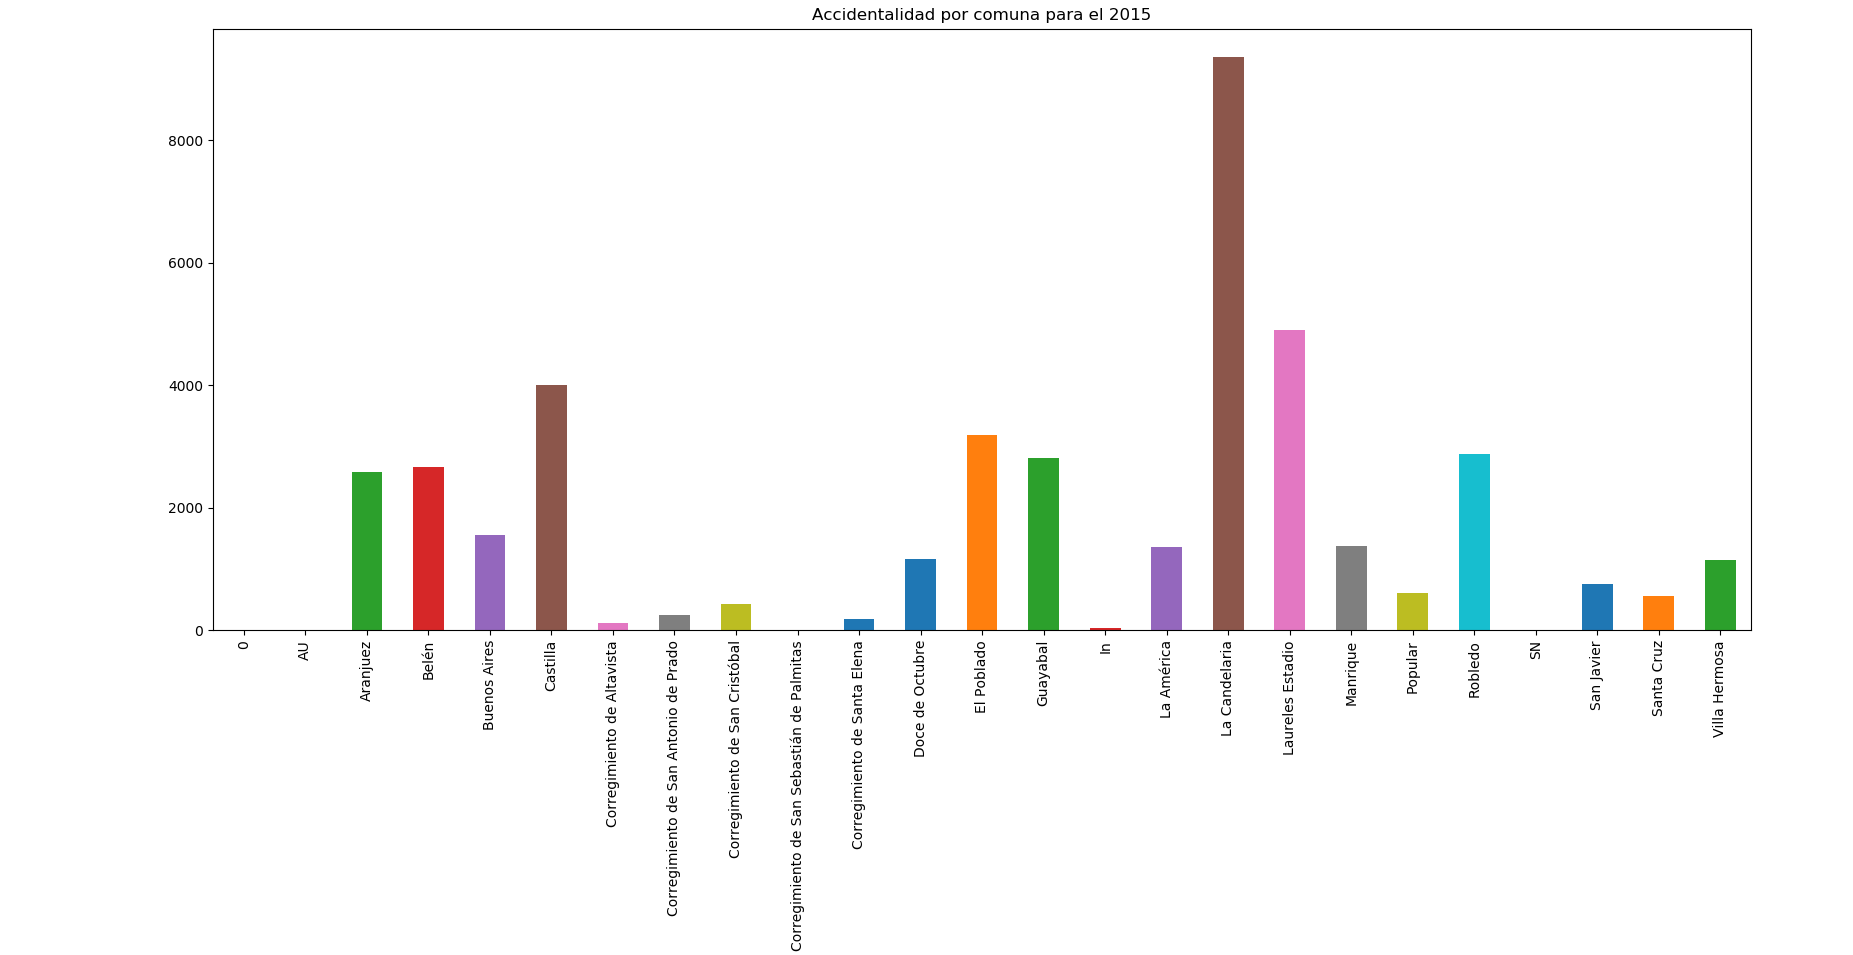 Accidentalidad por comuna para el 2015
8000
6000
4000
2000
0
0
AU
Aranjuez
Belén
Buenos Aires
Castilla
Corregimiento de Altavista
Corregimiento de San Antonio de Prado
Corregimiento de San Cristóbal
Corregimiento de San Sebastián de Palmitas
Corregimiento de Santa Elena
Doce de Octubre
El Poblado
Guayabal
In
La América
La Candelaria
Laureles Estadio
Manrique
Popular
Robledo
SN
San Javier
Santa Cruz
Villa Hermosa